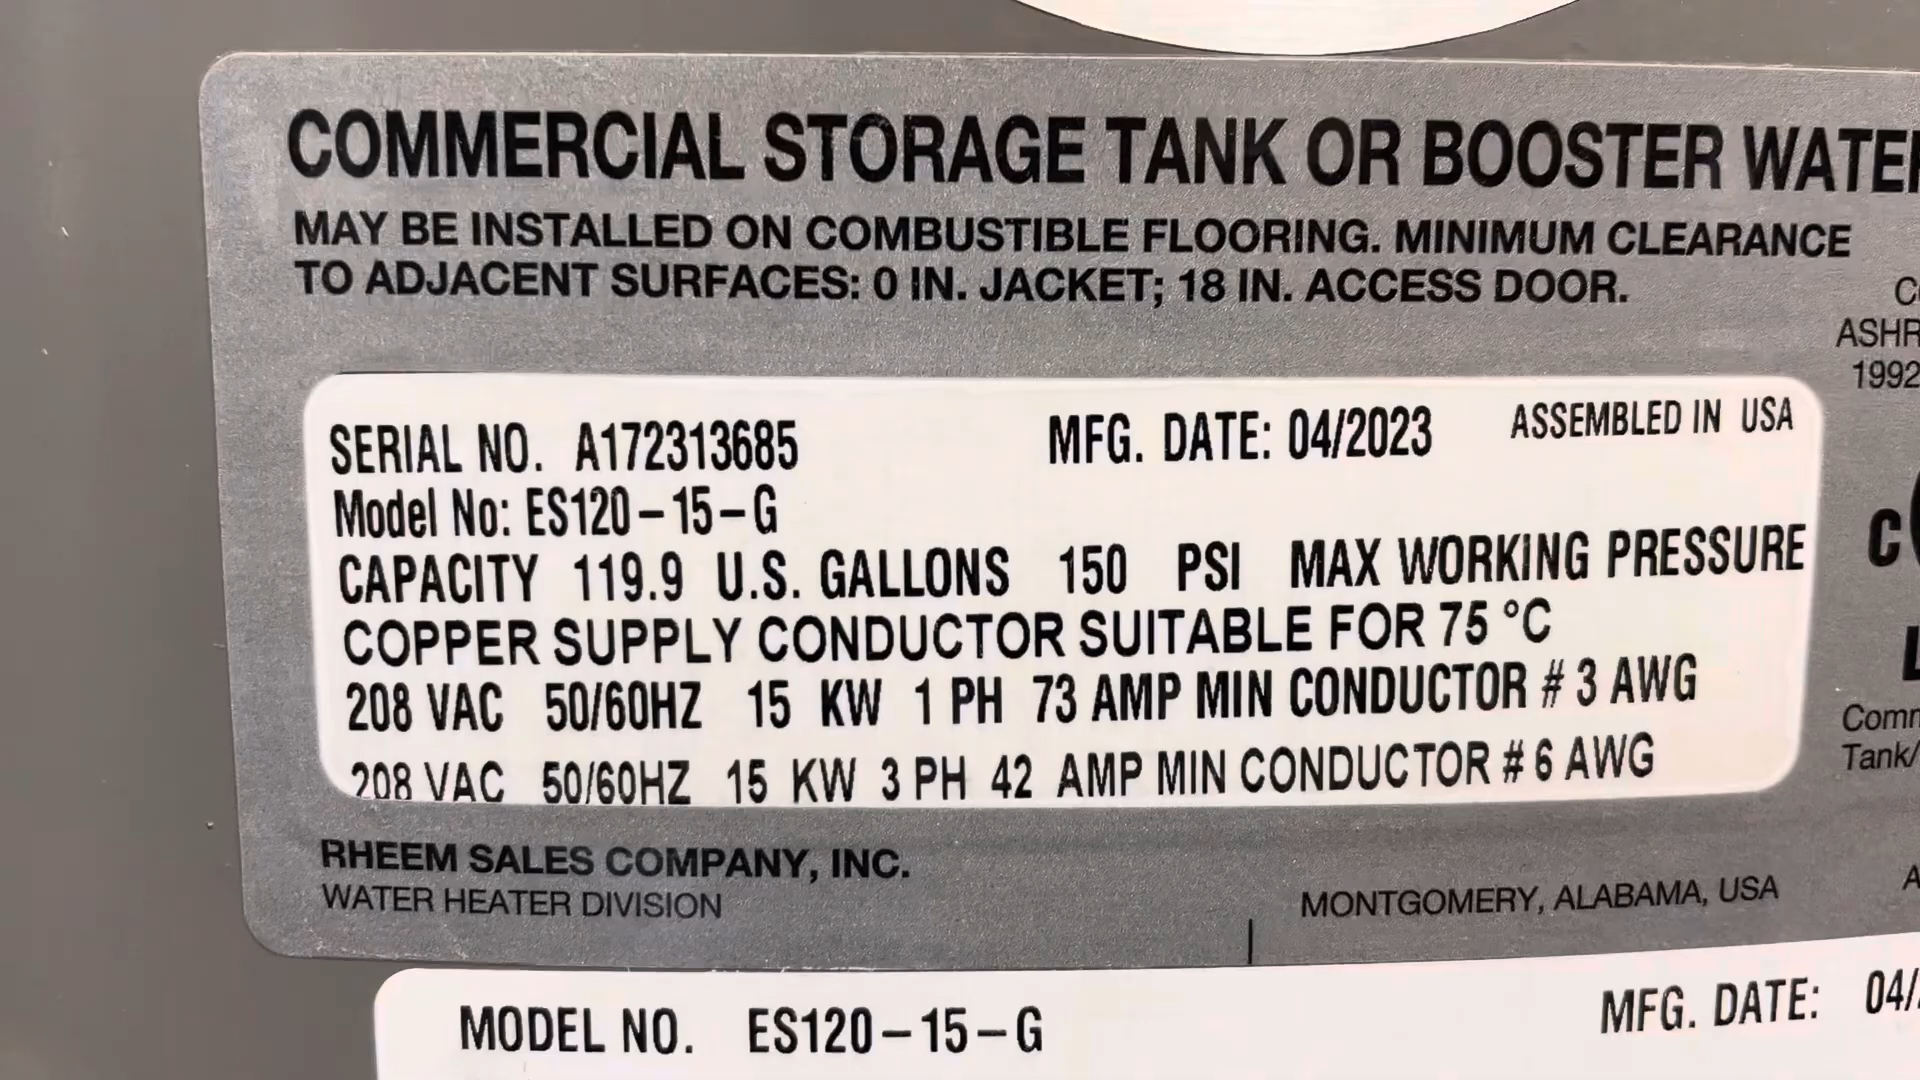 COMMERCIAL STORAGE TANK OR BOOSTER WATER
MAY BE INSTALLED ON COMBUSTIBLE FLOORING. MINIMUM CLEARANCE
TO ADJACENT SURFACES: 0 IN. JACKET; 18 IN. ACCESS DOOR.
ASHR
1992
SERIAL NO. A172313685 MFG. DATE: 04/2023 ASSEMBLED IN USA
Model No: ES120-15-G
CAPACITY 119.9 U.S. GALLONS 150 PSI MAX WORKING PRESSURE
C
COPPER SUPPLY CONDUCTOR SUITABLE FOR 75 °C
208 VAC 50/60HZ 15 KW 1 PH 73 AMP MIN CONDUCTOR # 3 AWG
208 VAC 50/60HZ 15 KW 3 PH 42 AMP MIN CONDUCTOR # 6 AWG
Comm
Tank/
RHEEM SALES COMPANY, INC.
WATER HEATER DIVISION MONTGOMERY, ALABAMA, USA
MODEL NO. ES120-15-G MFG. DATE: 04/